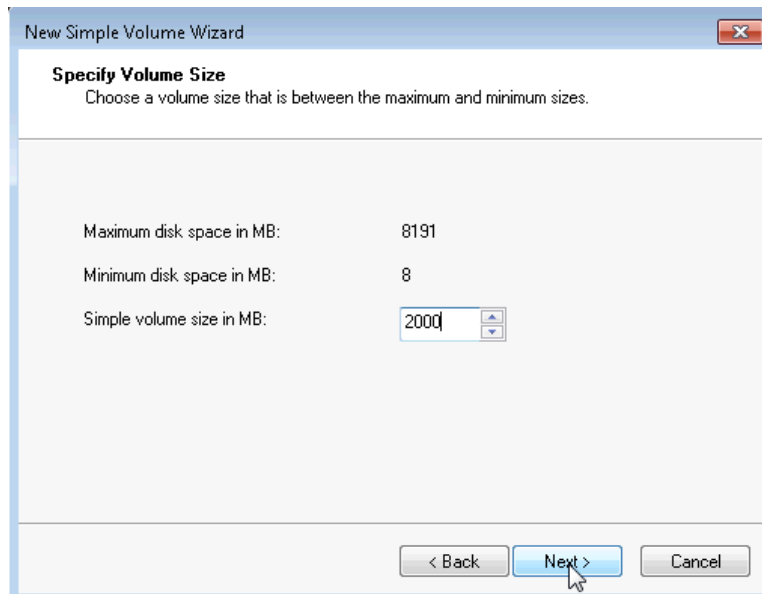 New Simple Volume Wizard
Specify Volume Size
Choose a volume size that is between the maximum and minimum sizes.
Maximum disk space in MB: 8191
Minimum disk space in MB: 8
Simple volume size in MB: 2000
< Back Next > Cancel